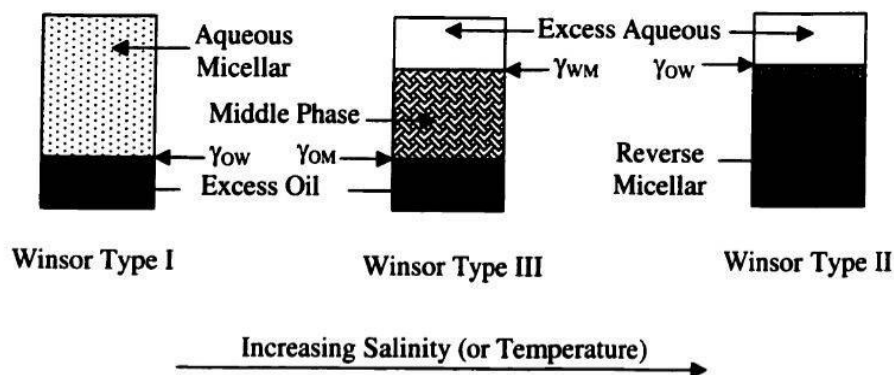 Aqueous
Micellar
γOW
Excess Oil
Middle Phase
γOM
Excess Aqueous
γWM
γOW
Reverse
Micellar
Winsor Type I
Winsor Type III
Winsor Type II
Increasing Salinity (or Temperature)